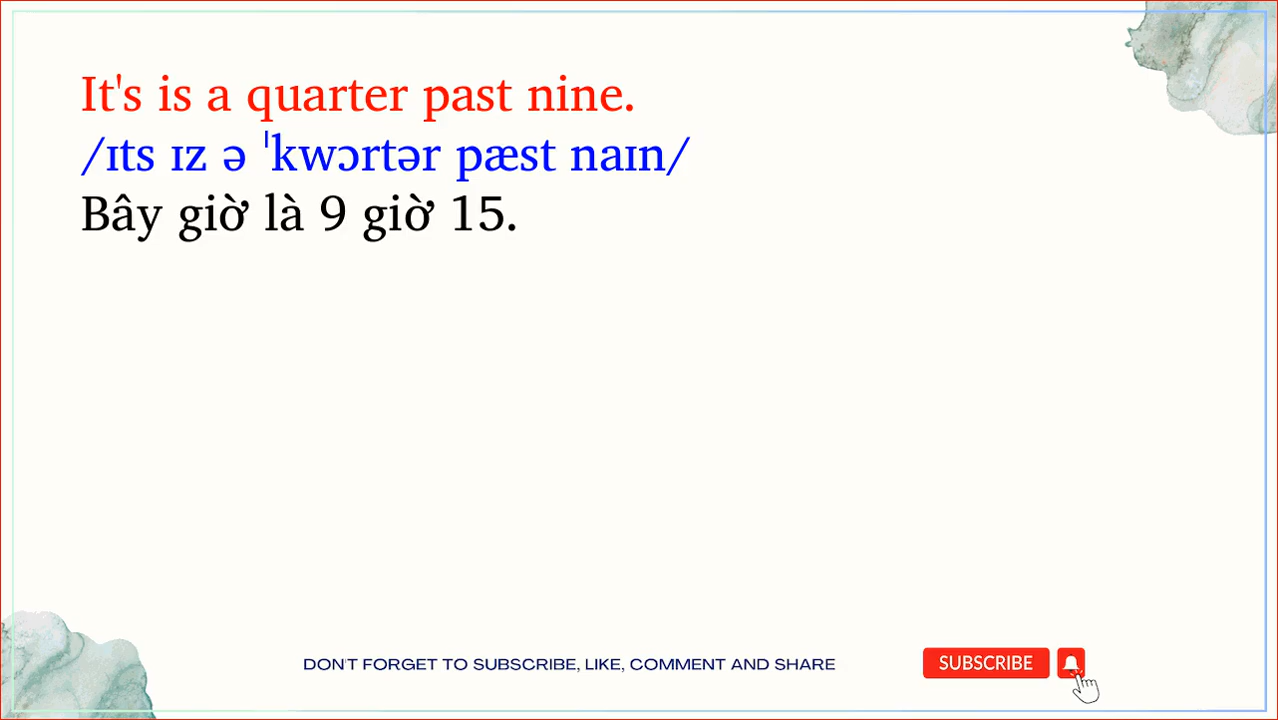 It's is a quarter past nine.
/ɪts ɪz ə ˈkwɔrtər pæst naɪn/
Bây giờ là 9 giờ 15.
DON'T FORGET TO SUBSCRIBE, LIKE, COMMENT AND SHARE
SUBSCRIBE